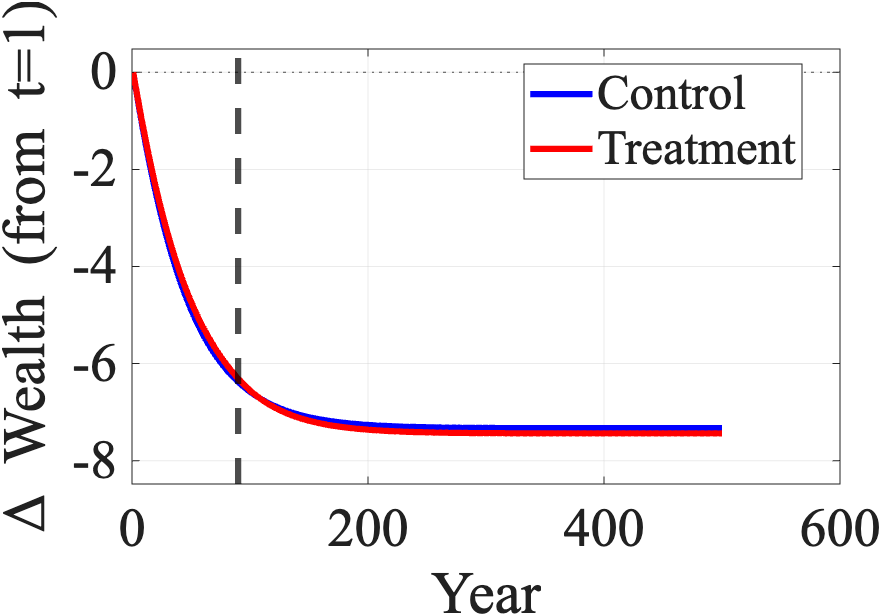 Δ Wealth (from t=1)
0
-2
-4
-6
-8
Control
Treatment
0 200 400 600
Year